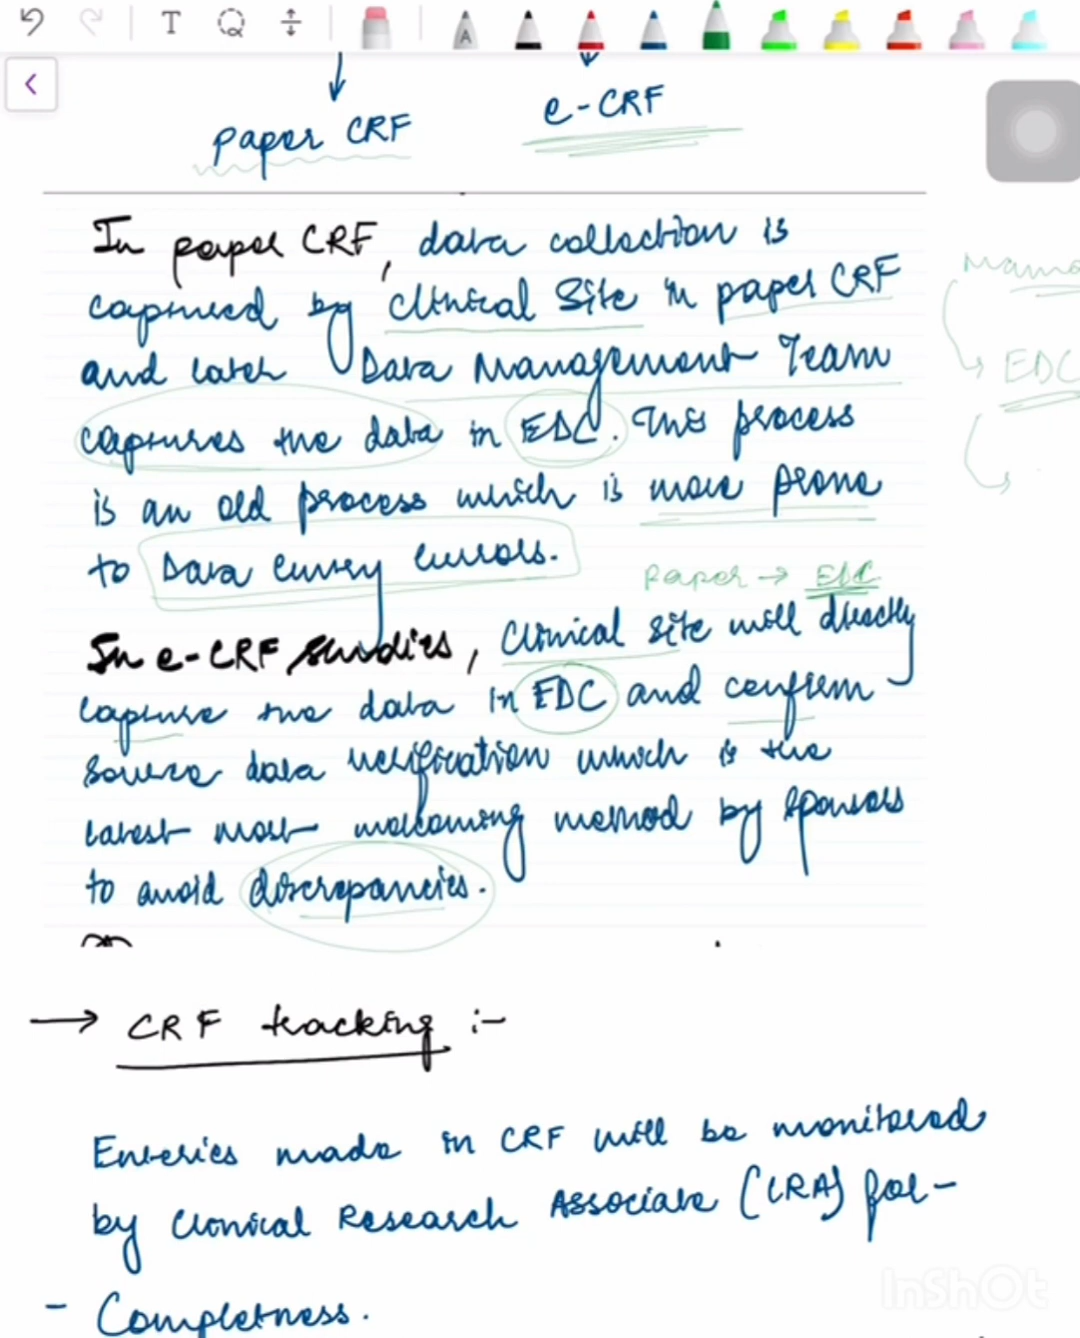 T
A
Paper CRF
e-CRF
In paper CRF, data collection is
captured by Clinical Site in paper CRF
and later Data Management Team
captures the data in EDC. This process
is an old process which is more prone
to Data Entry Errors.
Paper → EDC
In e-CRF studies, Clinical site will directly
capture the data in EDC and confirm
source data verification which is the
latest most welcoming method by sponsors
to avoid discrepancies.
EDC
→ CRF tracking :-
Enteries made in CRF will be monitored
by Clinical Research Associate (CRA) for-
- Completness.
InShOt